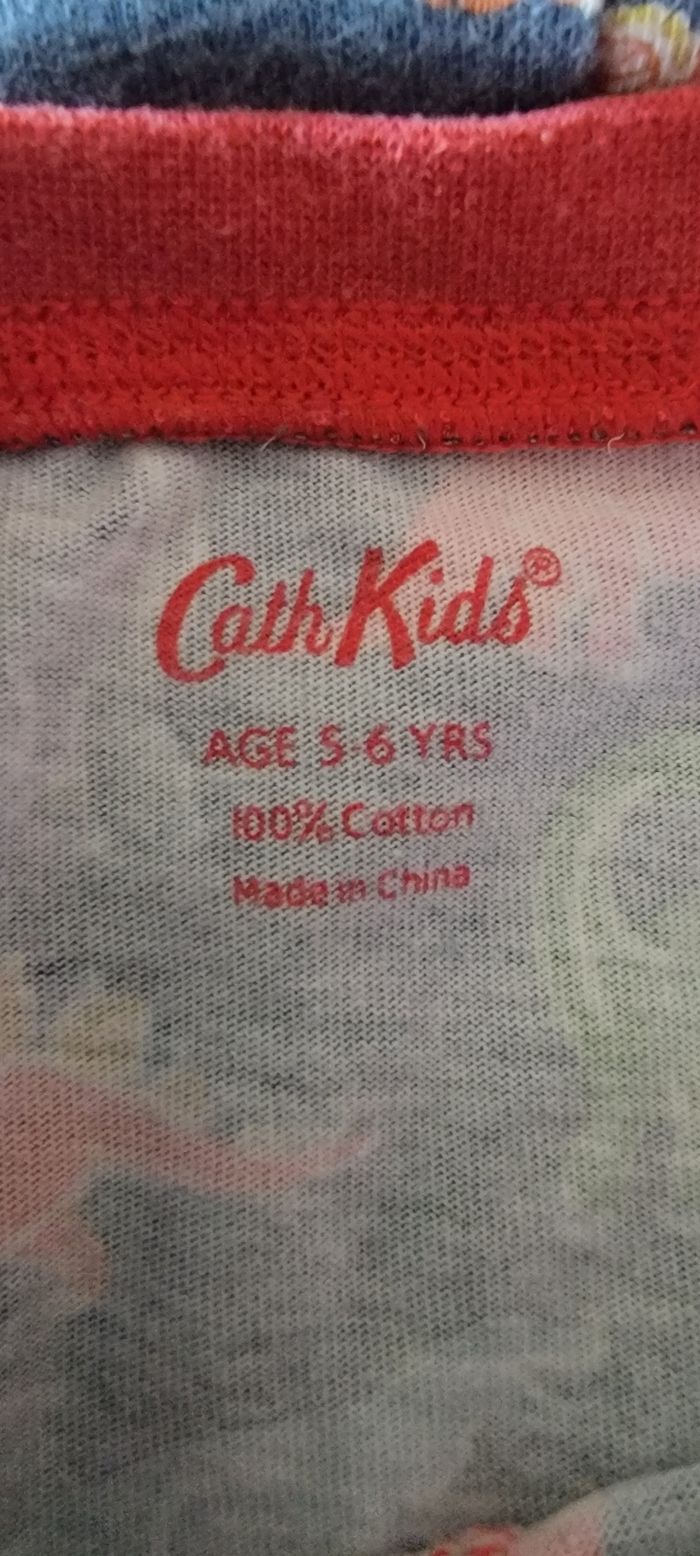 Cath Kids®
AGE 5-6 YRS
100% Cotton
Made in China